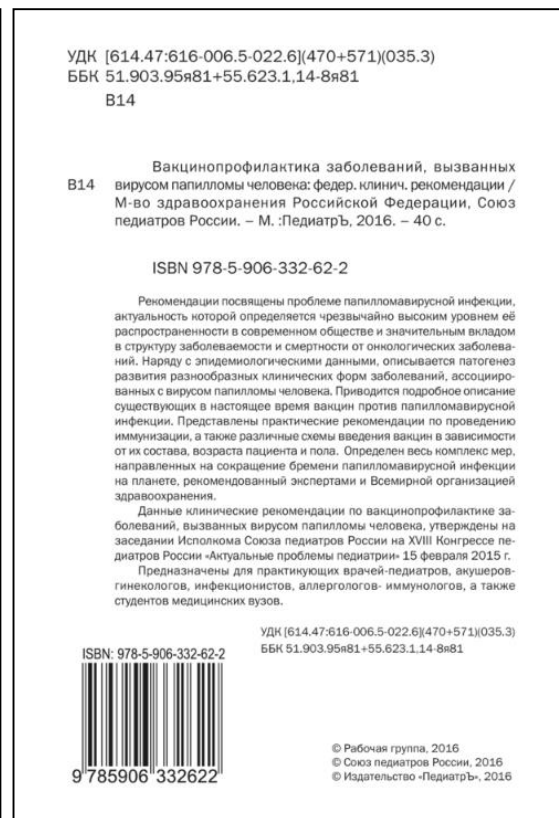 УДК [614.47:616-006.5-022.6](470+571)(035.3)
ББК 51.903.95я81+55.623.1,14-8я81
В14
Вакцинопрофилактика заболеваний, вызванных
В14 вирусом папилломы человека: федер. клинич. рекомендации /
М-во здравоохранения Российской Федерации, Союз
педиатров России. – М. :ПедиатрЪ, 2016. – 40 с.
ISBN 978-5-906-332-62-2
Рекомендации посвящены проблеме папилломавирусной инфекции,
актуальность которой определяется чрезвычайно высоким уровнем её
распространенности в современном обществе и значительным вкладом
в структуру заболеваемости и смертности от онкологических заболева-
ний. Наряду с эпидемиологическими данными, описывается патогенез
развития разнообразных клинических форм заболеваний, ассоцииро-
ванных с вирусом папилломы человека. Приводится подробное описание
существующих в настоящее время вакцин против папилломавирусной
инфекции. Представлены практические рекомендации по проведению
иммунизации, а также различные схемы введения вакцин в зависимости
от их состава, возраста пациента и пола. Определен весь комплекс мер,
направленных на сокращение бремени папилломавирусной инфекции
на планете, рекомендованный экспертами и Всемирной организацией
здравоохранения.
Данные клинические рекомендации по вакцинопрофилактике за-
болеваний, вызванных вирусом папилломы человека, утверждены на
заседании Исполкома Союза педиатров России на XVIII Конгрессе пе-
диатров России «Актуальные проблемы педиатрии» 15 февраля 2015 г.
Предназначены для практикующих врачей-педиатров, акушеров-
гинекологов, инфекционистов, аллергологов- иммунологов, а также
студентов медицинских вузов.
УДК [614.47:616-006.5-022.6](470+571)(035.3)
ББК 51.903.95я81+55.623.1,14-8я81
ISBN: 978-5-906-332-62-2
9 785906 332622
© Рабочая группа, 2016
© Союз педиатров России, 2016
© Издательство «ПедиатрЪ», 2016